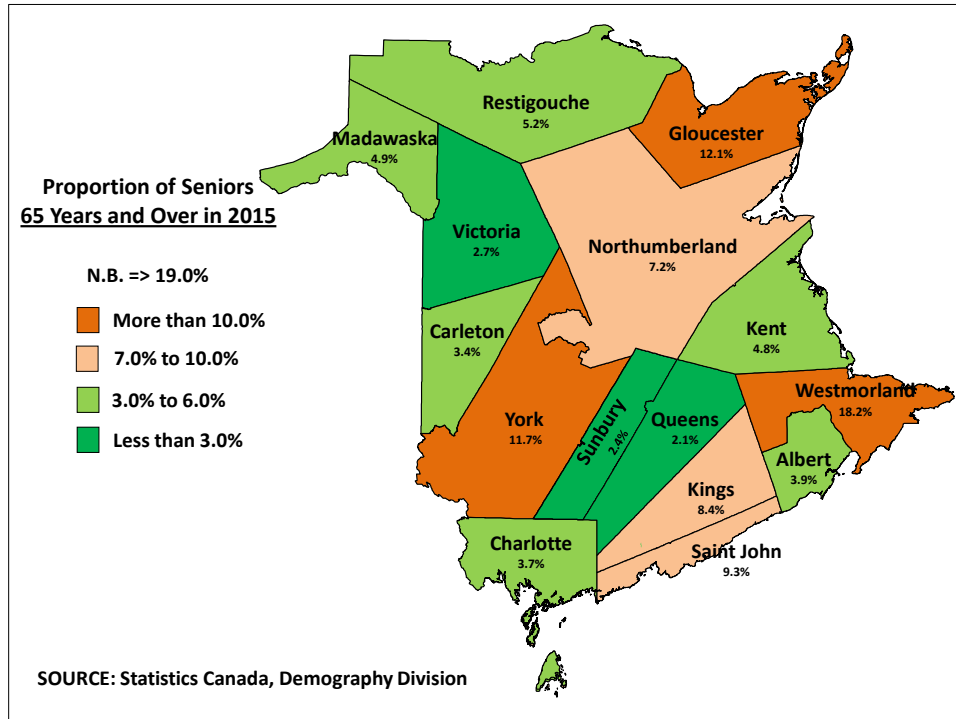 Restigouche
5.2%
Gloucester
12.1%
Madawaska
4.9%
Proportion of Seniors
65 Years and Over in 2015
Victoria
2.7%
Northumberland
7.2%
N.B. => 19.0%
More than 10.0%
7.0% to 10.0%
3.0% to 6.0%
Less than 3.0%
Carleton
3.4%
Kent
4.8%
Westmorland
18.2%
York
11.7%
Sunbury
2.4%
Queens
2.1%
Albert
3.9%
Kings
8.4%
Charlotte
3.7%
Saint John
9.3%
SOURCE: Statistics Canada, Demography Division